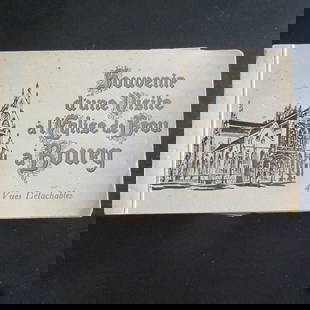 Souvenir
d'une Visite
à l'Eglise de Brou
à Bourg
Vues Détachables